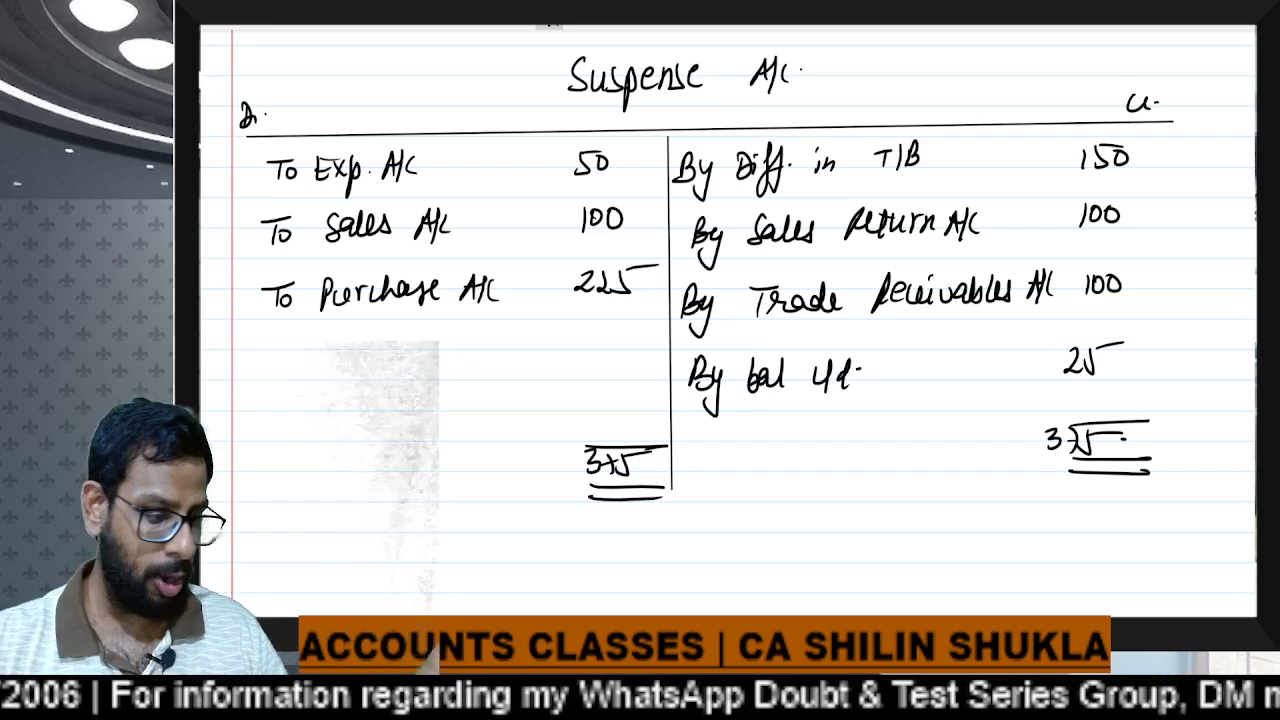 Suspense A/c.
Dr.
Cr.
To Exp. A/c 50 By Diff. in T/B 150
To Sales A/c 100 By Sales Return A/c 100
To Purchase A/c 225 By Trade Receivables A/c 100
By bal c/d. 25
375 375
ACCOUNTS CLASSES | CA SHILIN SHUKLA
/2006 | For information regarding my WhatsApp Doubt & Test Series Group, DM